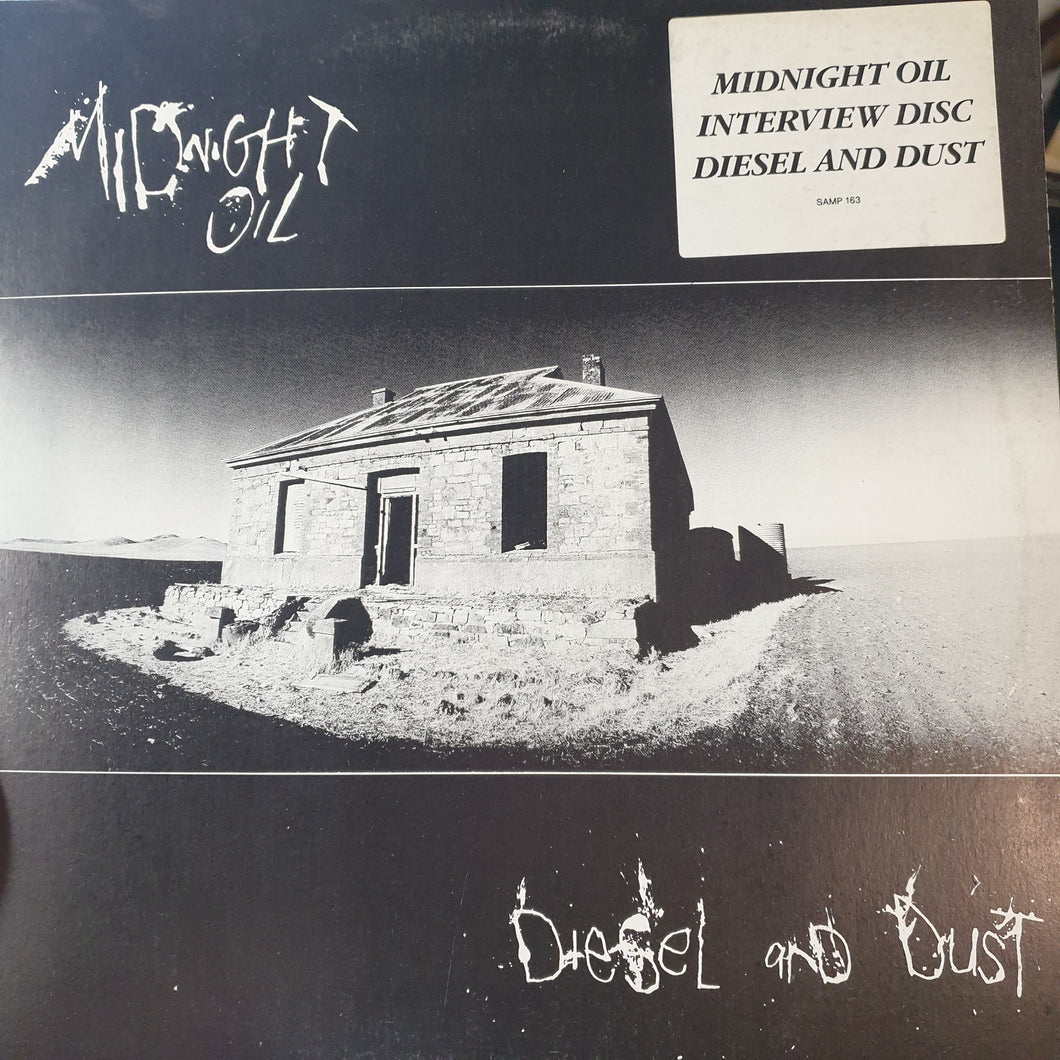 MIDNIGHT
OIL
MIDNIGHT OIL
INTERVIEW DISC
DIESEL AND DUST
SAMP 163
DIESEL AND DUST